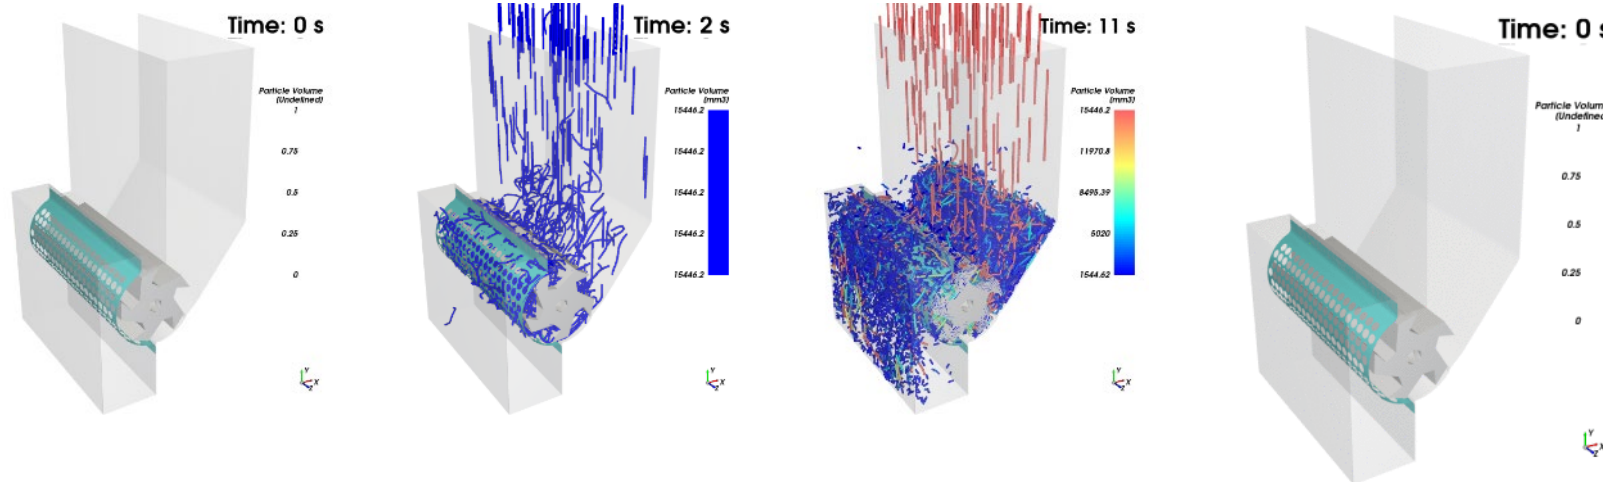 Time: 0 s
Particle Volume
(Undefined)
1
0.75
0.5
0.25
0
Y
X
Z
Time: 2 s
Particle Volume
[mm3]
15446.2
15446.2
15446.2
15446.2
15446.2
Y
X
Z
Time: 11 s
Particle Volume
[mm3]
15446.2
11970.8
8495.39
5020
1544.62
Y
X
Z
Time: 0 s
Particle Volum
(Undefined
1
0.75
0.5
0.25
0
Y
X
Z